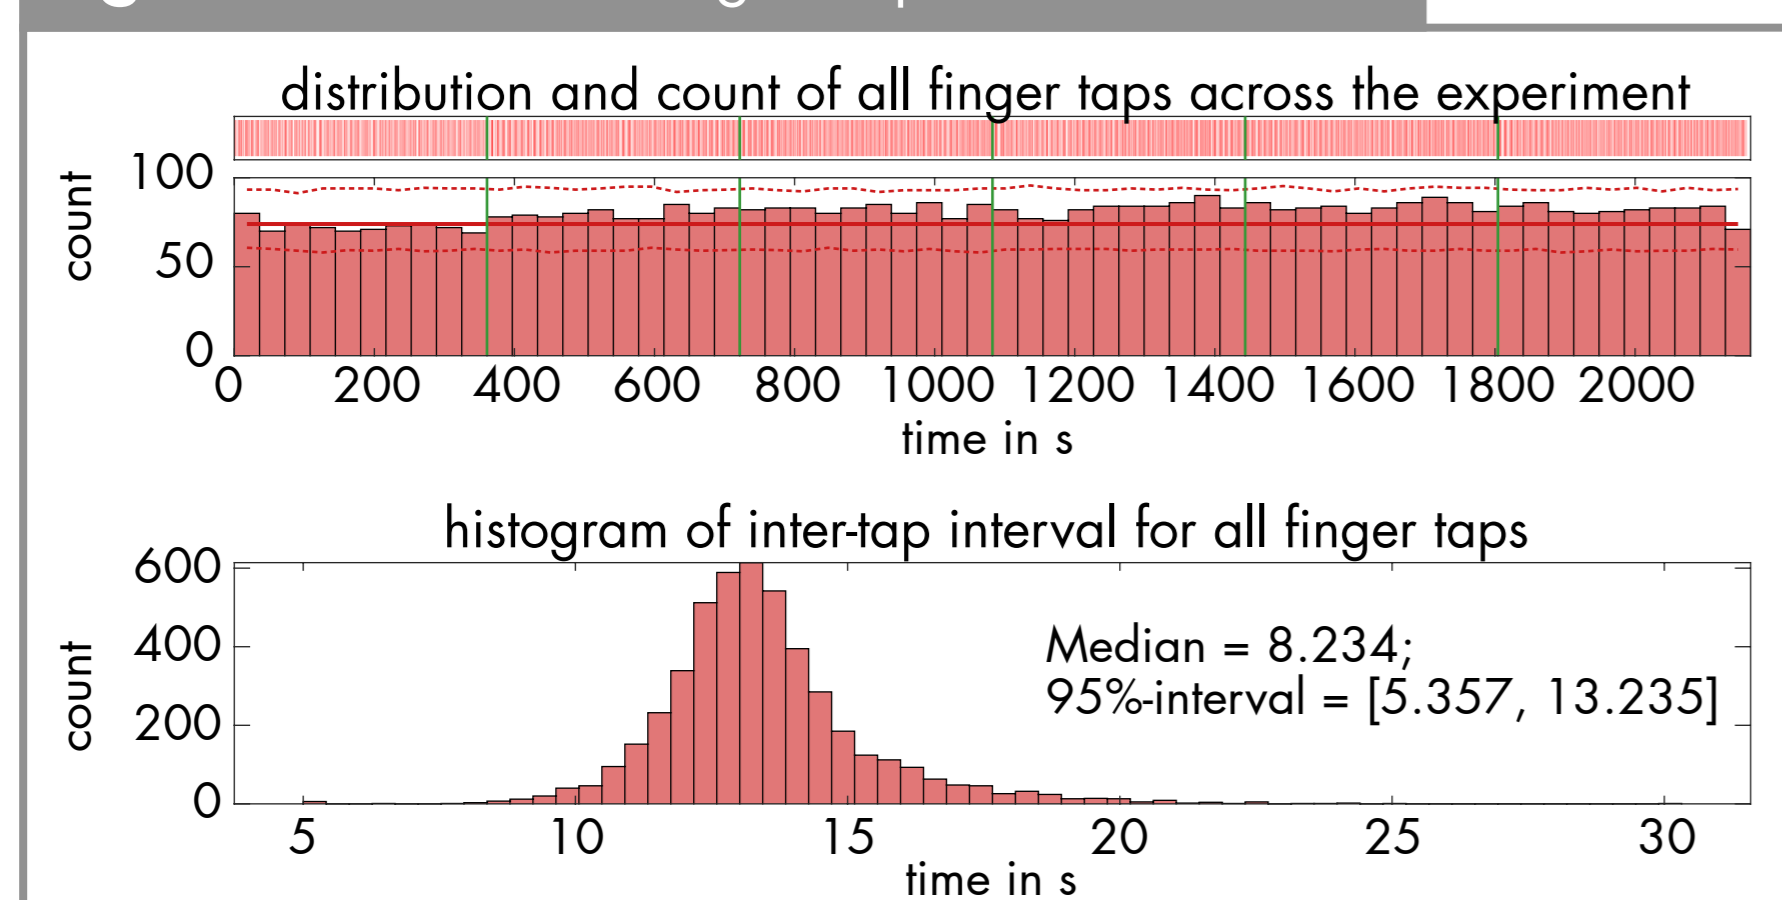 distribution and count of all finger taps across the experiment
count
100
50
0
0 200 400 600 800 1000 1200 1400 1600 1800 2000
time in s
histogram of inter-tap interval for all finger taps
count
600
400
200
0
Median = 8.234;
95%-interval = [5.357, 13.235]
5 10 15 20 25 30
time in s